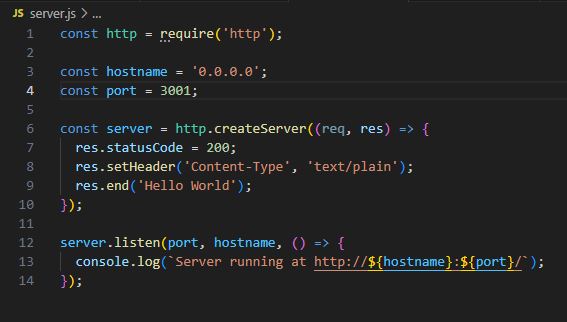 JS server.js > ...
1 const http = require('http');
2
3 const hostname = '0.0.0.0';
4 const port = 3001;
5
6 const server = http.createServer((req, res) => {
7   res.statusCode = 200;
8   res.setHeader('Content-Type', 'text/plain');
9   res.end('Hello World');
10 });
11
12 server.listen(port, hostname, () => {
13   console.log(`Server running at http://${hostname}:${port}/`);
14 });